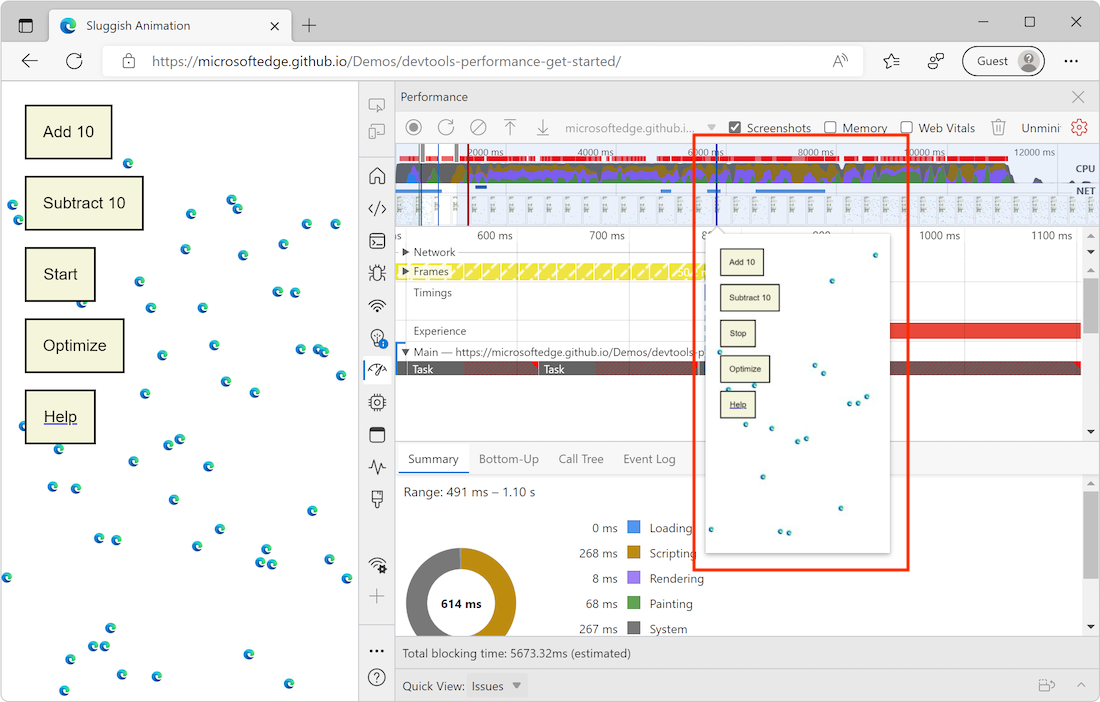 Sluggish Animation
https://microsoftedge.github.io/Demos/devtools-performance-get-started/
Guest
Add 10
Subtract 10
Start
Optimize
Help
Performance
microsoftedge.github.i...
Screenshots
Memory
Web Vitals
Unmini
2000 ms
4000 ms
6000 ms
8000 ms
10000 ms
12000 ms
CPU
NET
600 ms
700 ms
1000 ms
1100 ms
Network
Frames
Timings
Experience
Main — https://microsoftedge.github.io/Demos/devtools-p
Task
Task
Add 10
Subtract 10
Stop
Optimize
Help
Summary
Bottom-Up
Call Tree
Event Log
Range: 491 ms – 1.10 s
614 ms
0 ms Loading
268 ms Scripting
8 ms Rendering
68 ms Painting
267 ms System
Total blocking time: 5673.32ms (estimated)
Quick View: Issues